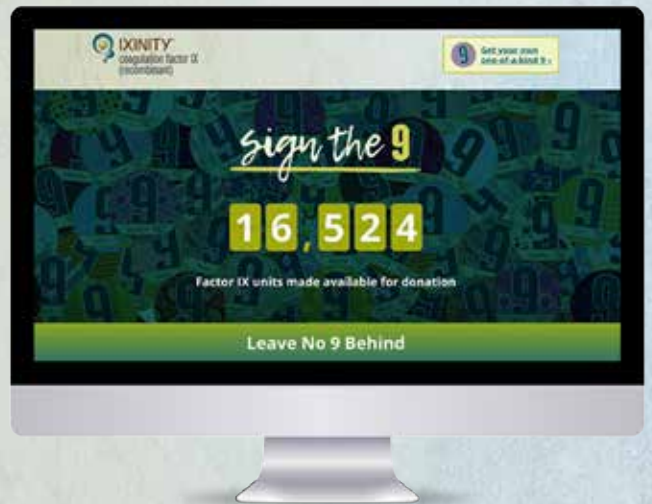 IXINITY
coagulation factor IX
(recombinant)
9
Get your own
one-of-a-kind 9 ›
sign the 9
16,524
Factor IX units made available for donation
Leave No 9 Behind